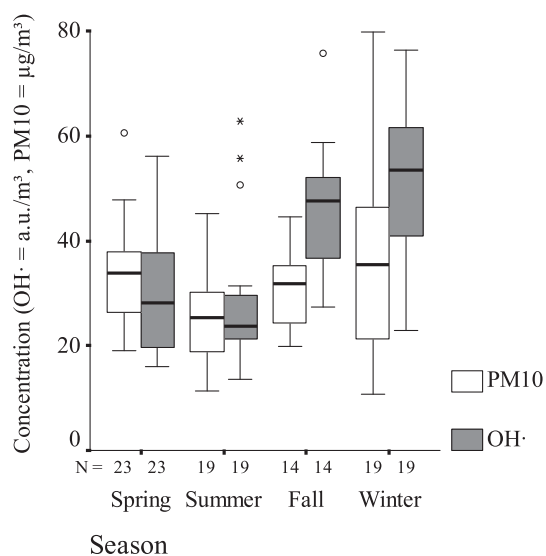 Concentration (OH· = a.u./m³, PM10 = µg/m³)
80
60
40
20
0
N = 23 23 19 19 14 14 19 19
Spring Summer Fall Winter
Season
PM10
OH·